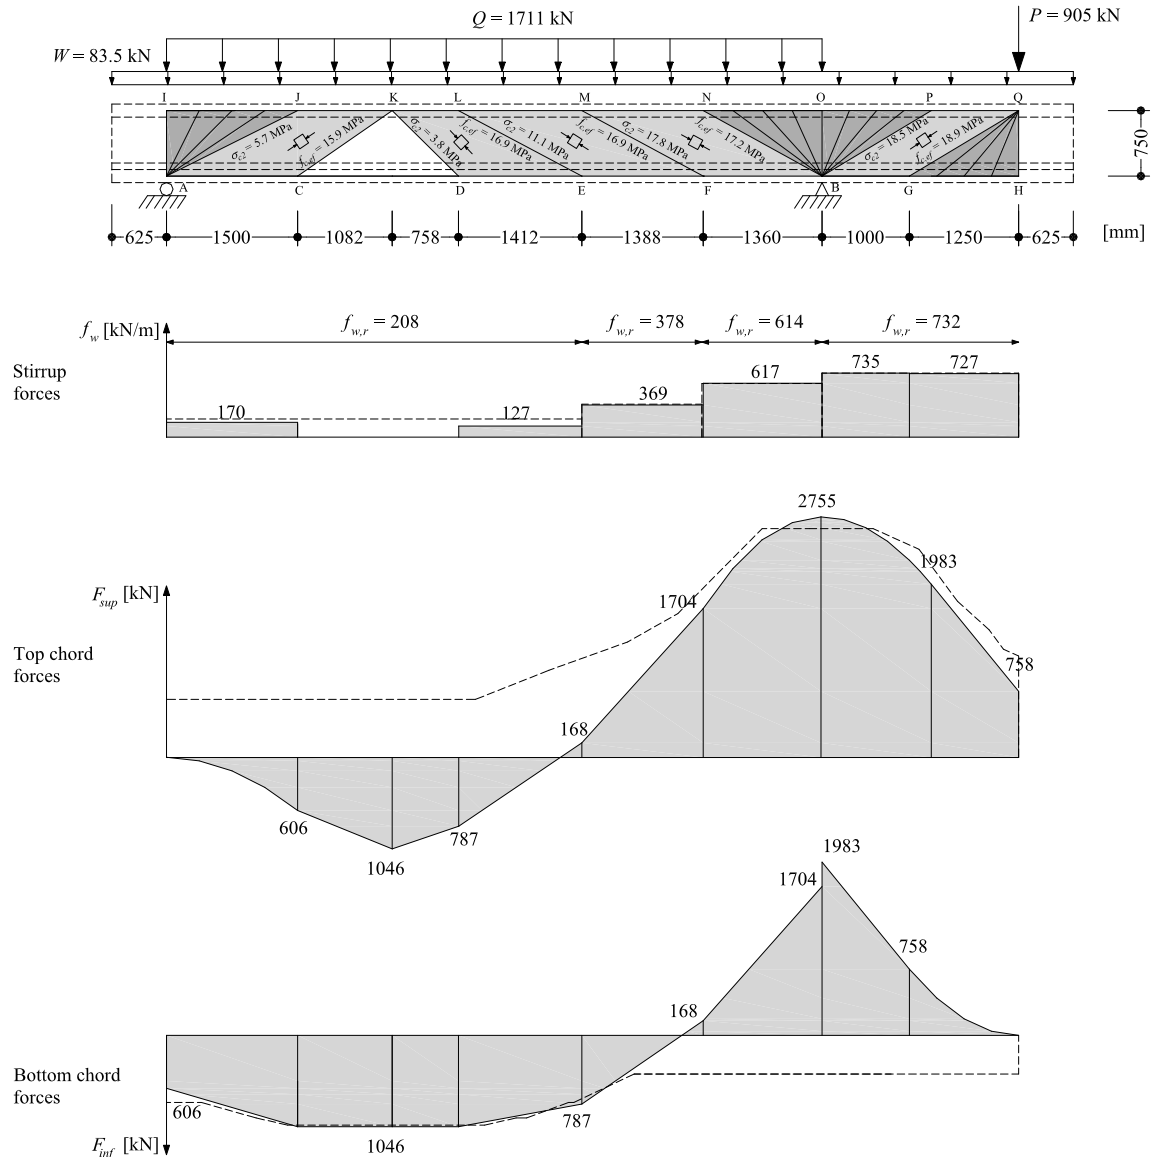 Q = 1711 kN
P = 905 kN
W = 83.5 kN
I J K L M N O P Q
σc2 = 5.7 MPa
fc,ef = 15.9 MPa
σc2 = 3.8 MPa
fc,ef = 16.9 MPa
σc2 = 11.1 MPa
fc,ef = 16.9 MPa
σc2 = 17.8 MPa
fc,ef = 17.2 MPa
σc2 = 18.5 MPa
fc,ef = 18.9 MPa
750
A C D E F B G H
625 1500 1082 758 1412 1388 1360 1000 1250 625 [mm]
fw [kN/m]
fw,r = 208 fw,r = 378 fw,r = 614 fw,r = 732
Stirrup
forces
170 127 369 617 735 727
Fsup [kN]
Top chord
forces
606 1046 787 168 1704 2755 1983 758
Bottom chord
forces
606 1046 787 168 1704 1983 758
Finf [kN]